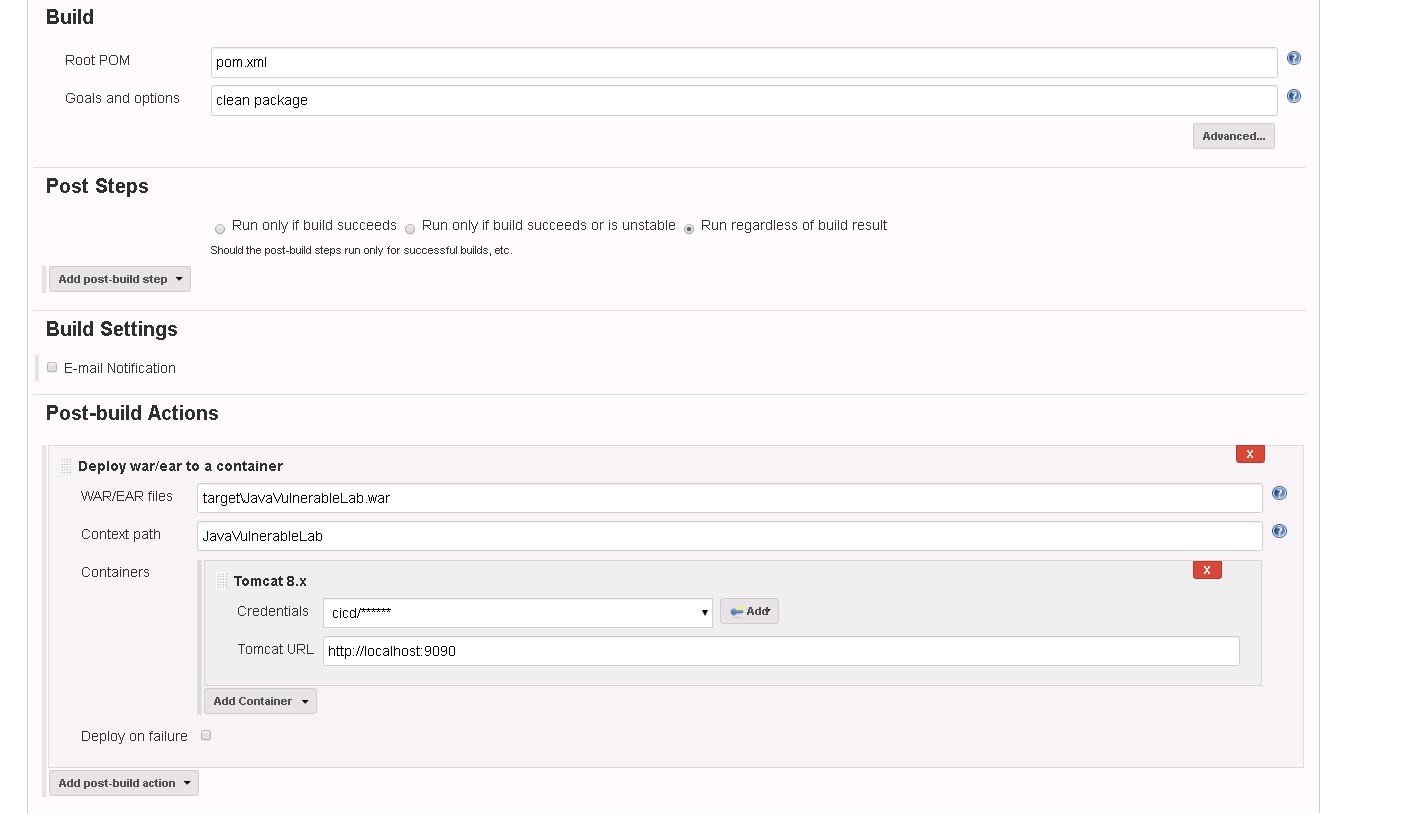 Build
Root POM pom.xml
Goals and options clean package
Advanced...
Post Steps
Run only if build succeeds Run only if build succeeds or is unstable Run regardless of build result
Should the post-build steps run only for successful builds, etc.
Add post-build step
Build Settings
E-mail Notification
Post-build Actions
X
Deploy war/ear to a container
WAR/EAR files target\JavaVulnerableLab.war
Context path JavaVulnerableLab
Containers
X
Tomcat 8.x
Credentials cicd/****** Add
Tomcat URL http://localhost:9090
Add Container
Deploy on failure
Add post-build action